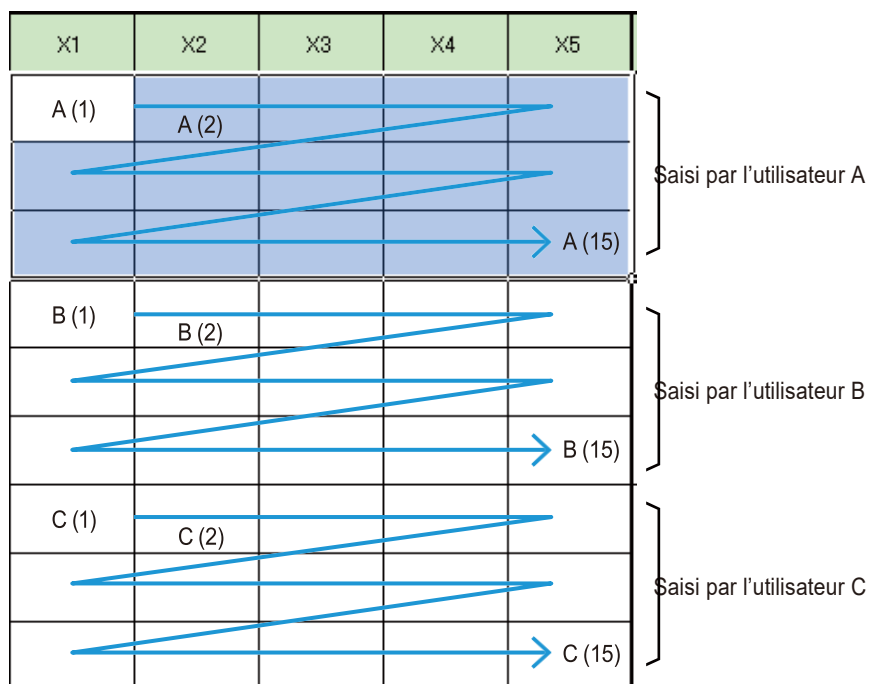 X1 X2 X3 X4 X5
A (1)
A (2)
A (15)
Saisi par l’utilisateur A
B (1)
B (2)
B (15)
Saisi par l’utilisateur B
C (1)
C (2)
C (15)
Saisi par l’utilisateur C